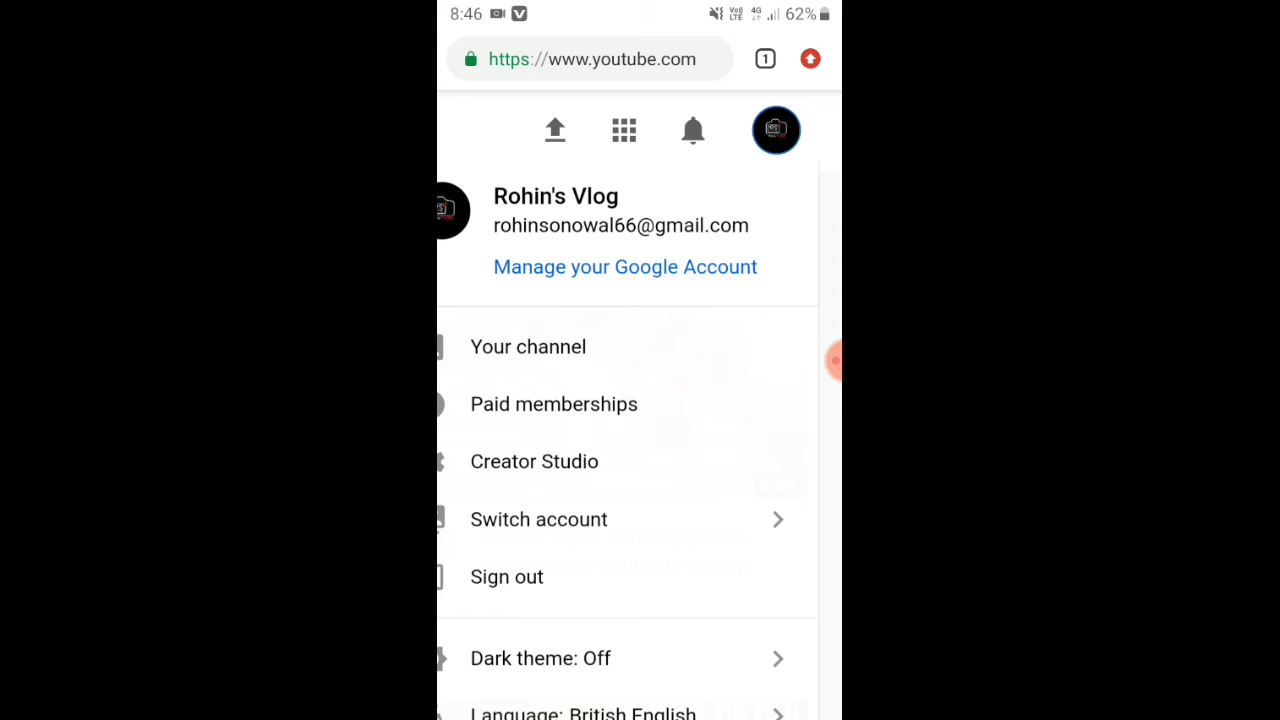 8:46 62%
https://www.youtube.com 1
Rohin's Vlog
rohinsonowal66@gmail.com
Manage your Google Account
Your channel
Paid memberships
Creator Studio
Switch account
Sign out
Dark theme: Off
Language: British English